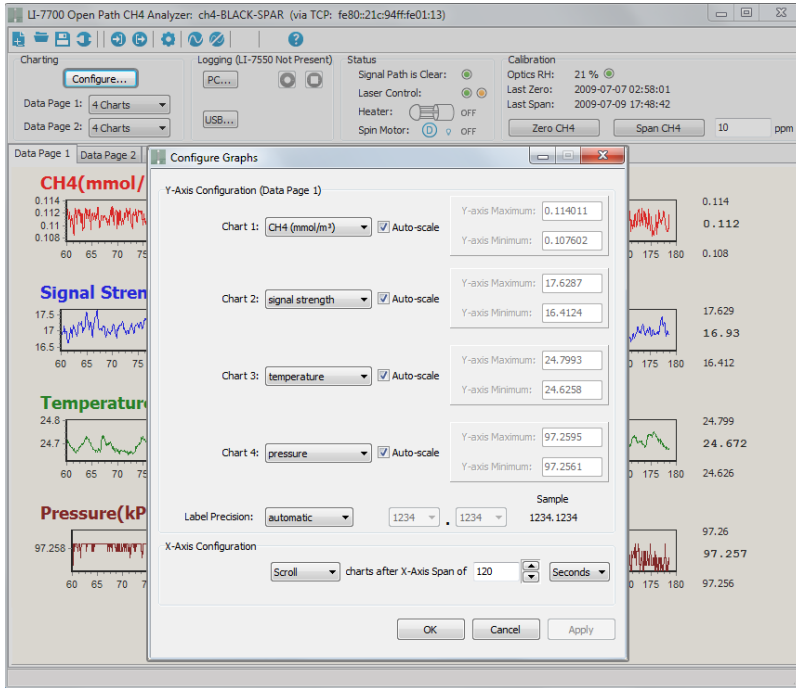 LI-7700 Open Path CH4 Analyzer: ch4-BLACK-SPAR (via TCP: fe80::21c:94ff:fe01:13)
Charting
Configure...
Data Page 1: 4 Charts
Data Page 2: 4 Charts
Logging (LI-7550 Not Present)
PC...
USB...
Status
Signal Path is Clear:
Laser Control:
Heater: OFF
Spin Motor: D OFF
Calibration
Optics RH: 21 %
Last Zero: 2009-07-07 02:58:01
Last Span: 2009-07-09 17:48:42
Zero CH4 Span CH4 10 ppm
Data Page 1 Data Page 2
CH4(mmol/
0.114
0.112
0.11
0.108
60 65 70 75
175 180
0.114
0.112
0.108
Signal Stren
17.5
17
16.5
60 65 70 75
175 180
17.629
16.93
16.412
Temperatur
24.8
24.7
60 65 70 75
175 180
24.799
24.672
24.626
Pressure(kP
97.258
60 65 70
175 180
97.26
97.257
97.256
Configure Graphs
Y-Axis Configuration (Data Page 1)
Chart 1: CH4 (mmol/m³) Auto-scale
Y-axis Maximum: 0.114011
Y-axis Minimum: 0.107602
Chart 2: signal strength Auto-scale
Y-axis Maximum: 17.6287
Y-axis Minimum: 16.4124
Chart 3: temperature Auto-scale
Y-axis Maximum: 24.7993
Y-axis Minimum: 24.6258
Chart 4: pressure Auto-scale
Y-axis Maximum: 97.2595
Y-axis Minimum: 97.2561
Sample
Label Precision: automatic 1234 . 1234 1234.1234
X-Axis Configuration
Scroll charts after X-Axis Span of 120 Seconds
OK Cancel Apply